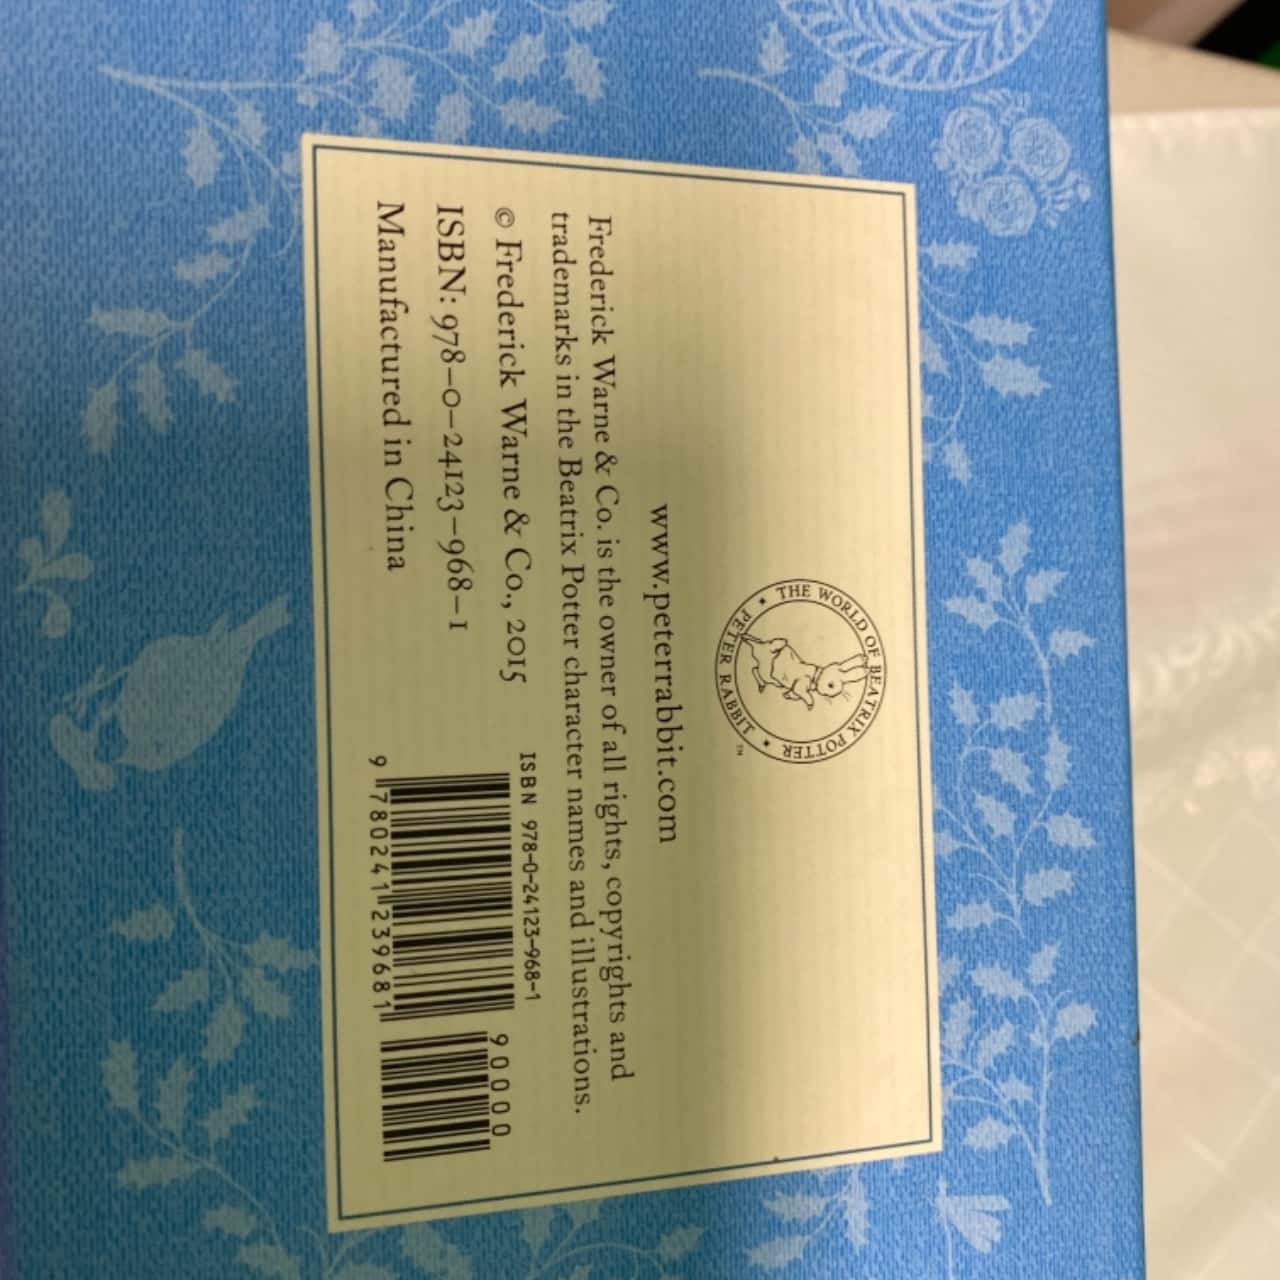 THE WORLD OF BEATRIX POTTER • PETER RABBIT • ™
www.peterrabbit.com
Frederick Warne & Co. is the owner of all rights, copyrights and
trademarks in the Beatrix Potter character names and illustrations.
© Frederick Warne & Co., 2015
ISBN: 978–0–24123–968–1
Manufactured in China
ISBN 978-0-24123-968-1
90000
9 780241 239681